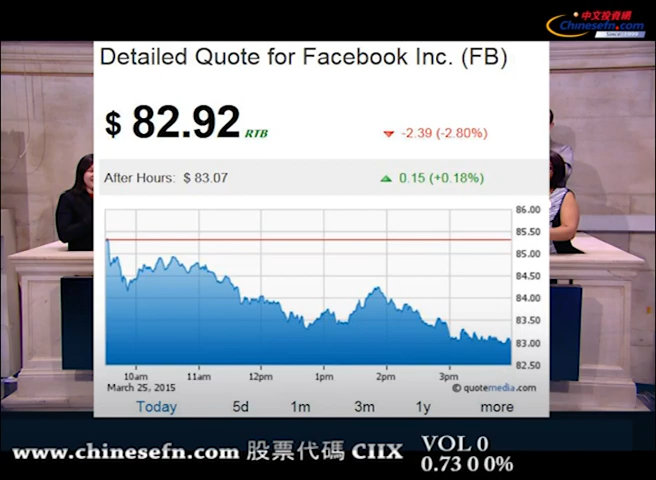 中文投資網
Chinesefn.com
Detailed Quote for Facebook Inc. (FB)
$ 82.92 RTB
-2.39 (-2.80%)
After Hours: $ 83.07
0.15 (+0.18%)
86.00
85.50
85.00
84.50
84.00
83.50
83.00
82.50
10am 11am 12pm 1pm 2pm 3pm
March 25, 2015
© quotemedia.com
Today 5d 1m 3m 1y more
www.chinesefn.com 股票代碼 CIIX
VOL 0
0.73 0 0%